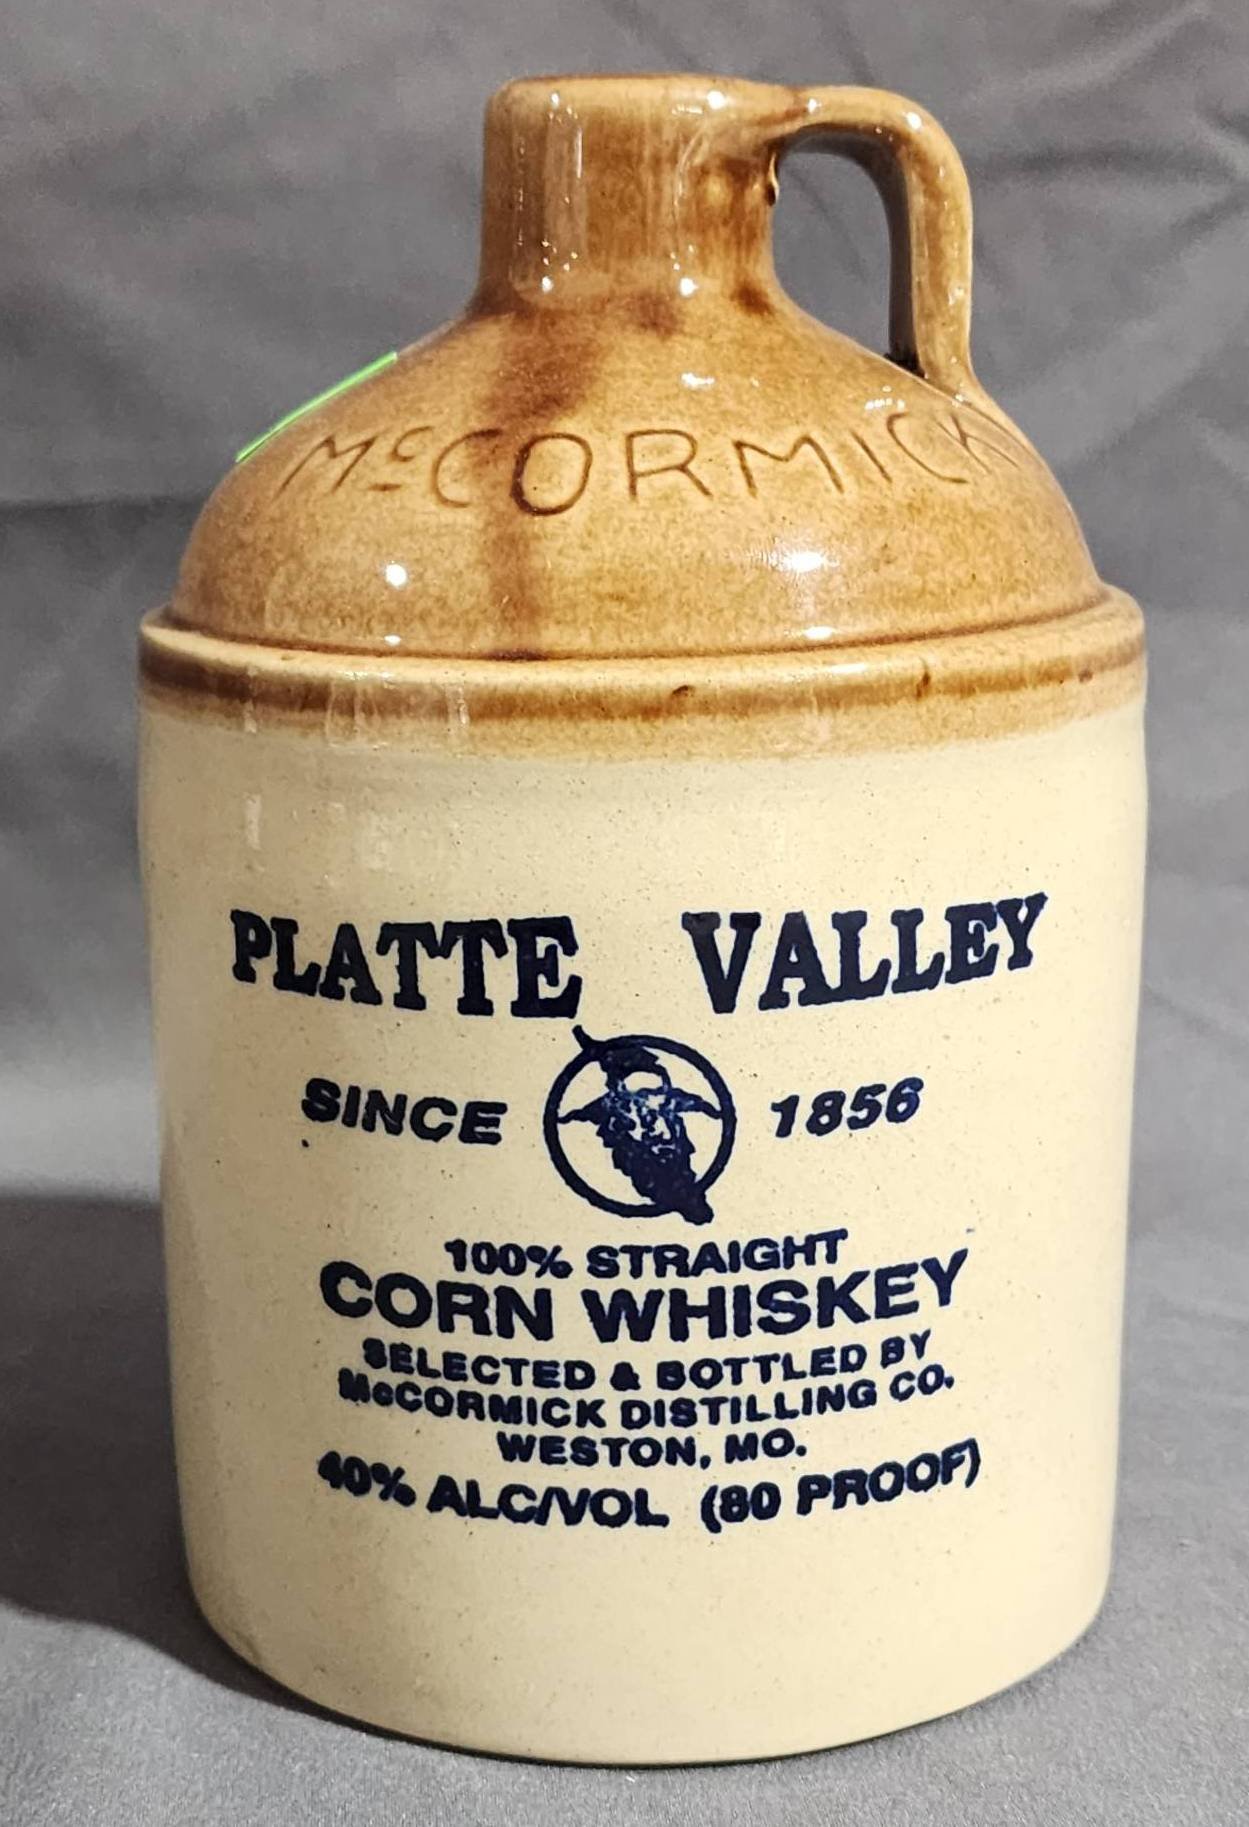 McCORMICK
PLATTE VALLEY
SINCE 1856
100% STRAIGHT
CORN WHISKEY
SELECTED & BOTTLED BY
McCORMICK DISTILLING CO.
WESTON, MO.
40% ALC/VOL (80 PROOF)